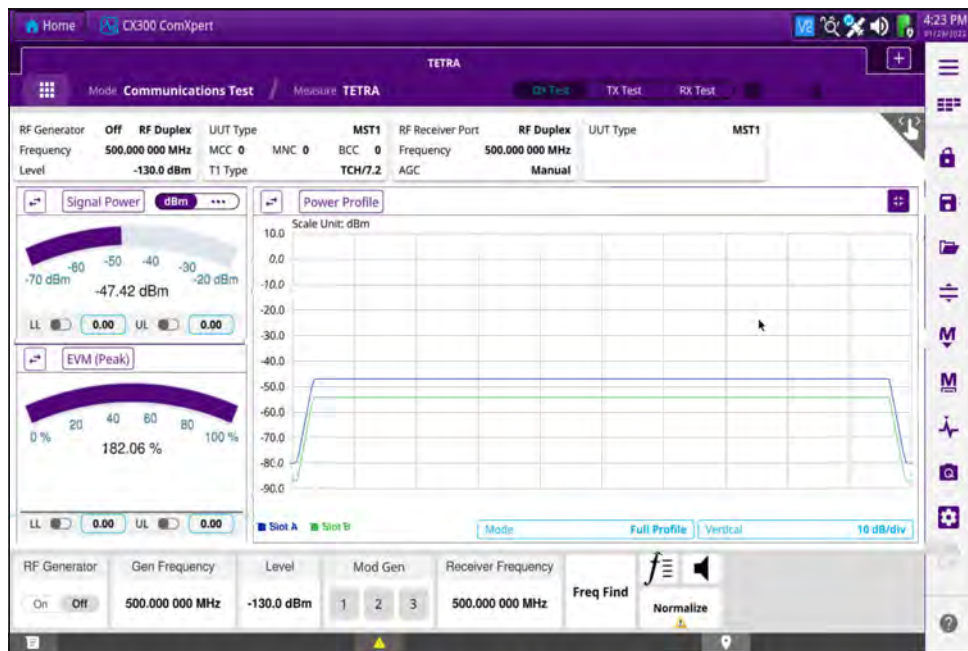 Home CX300 ComXpert V2 4:23 PM
TETRA +
Mode Communications Test / Measure TETRA TX Test RX Test
RF Generator Off RF Duplex UUT Type MST1 RF Receiver Port RF Duplex UUT Type MST1
Frequency 500.000 000 MHz MCC 0 MNC 0 BCC 0 Frequency 500.000 000 MHz
Level -130.0 dBm T1 Type TCH/7.2 AGC Manual
Signal Power dBm ••• Power Profile
Scale Unit: dBm
10.0
0.0
-10.0
-20.0
-30.0
-40.0
-50.0
-60.0
-70.0
-80.0
-90.0
-70 dBm -60 -50 -40 -30 -20 dBm
-47.42 dBm
LL 0.00 UL 0.00
EVM (Peak)
0 % 20 40 60 80 100 %
182.06 %
LL 0.00 UL 0.00
Slot A Slot B Mode Full Profile Vertical 10 dB/div
RF Generator Gen Frequency Level Mod Gen Receiver Frequency
On Off 500.000 000 MHz -130.0 dBm 1 2 3 500.000 000 MHz Freq Find Normalize
M
M